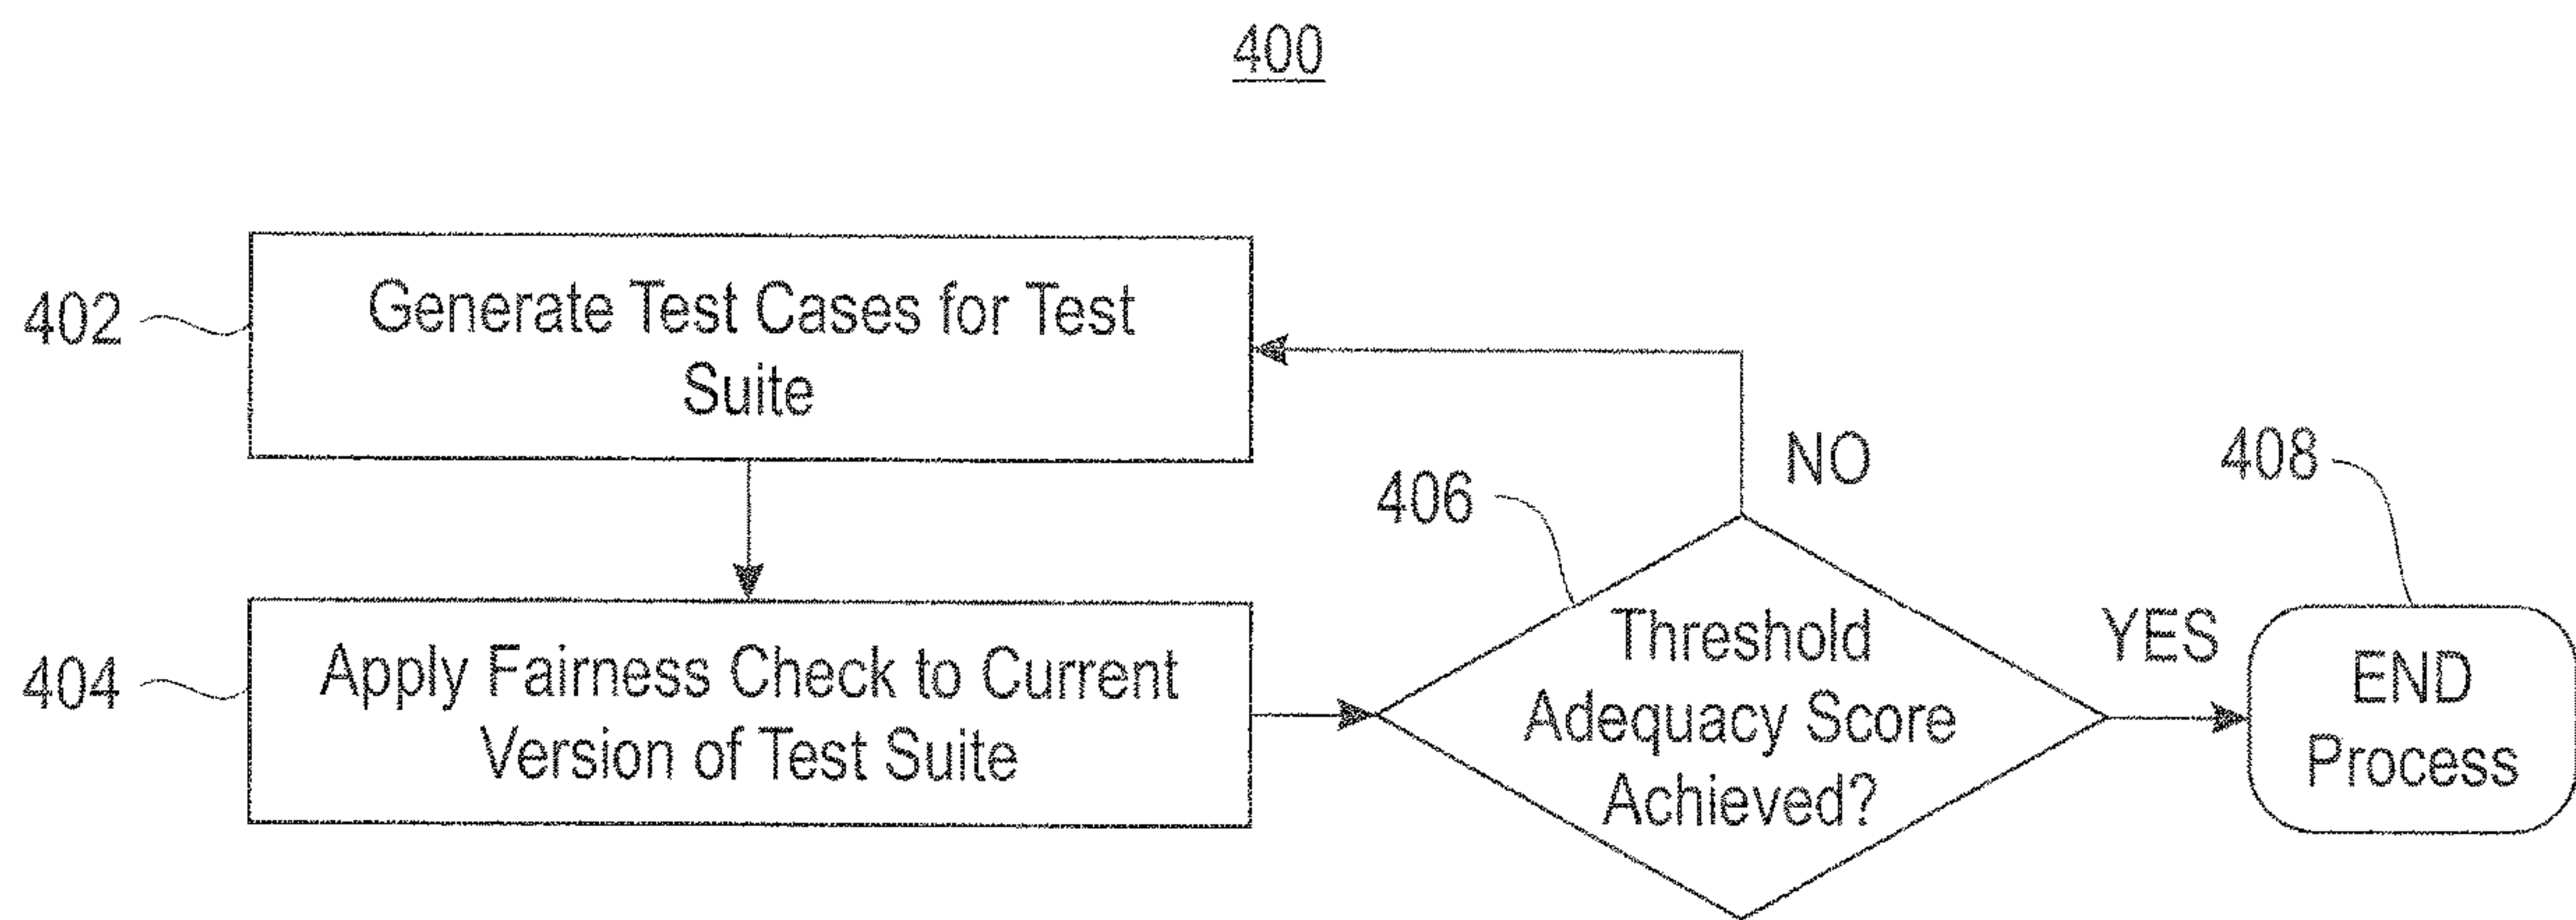 400
402
Generate Test Cases for Test
Suite
NO
408
406
404
Apply Fairness Check to Current
Version of Test Suite
Threshold
Adequacy Score
Achieved?
YES
END
Process